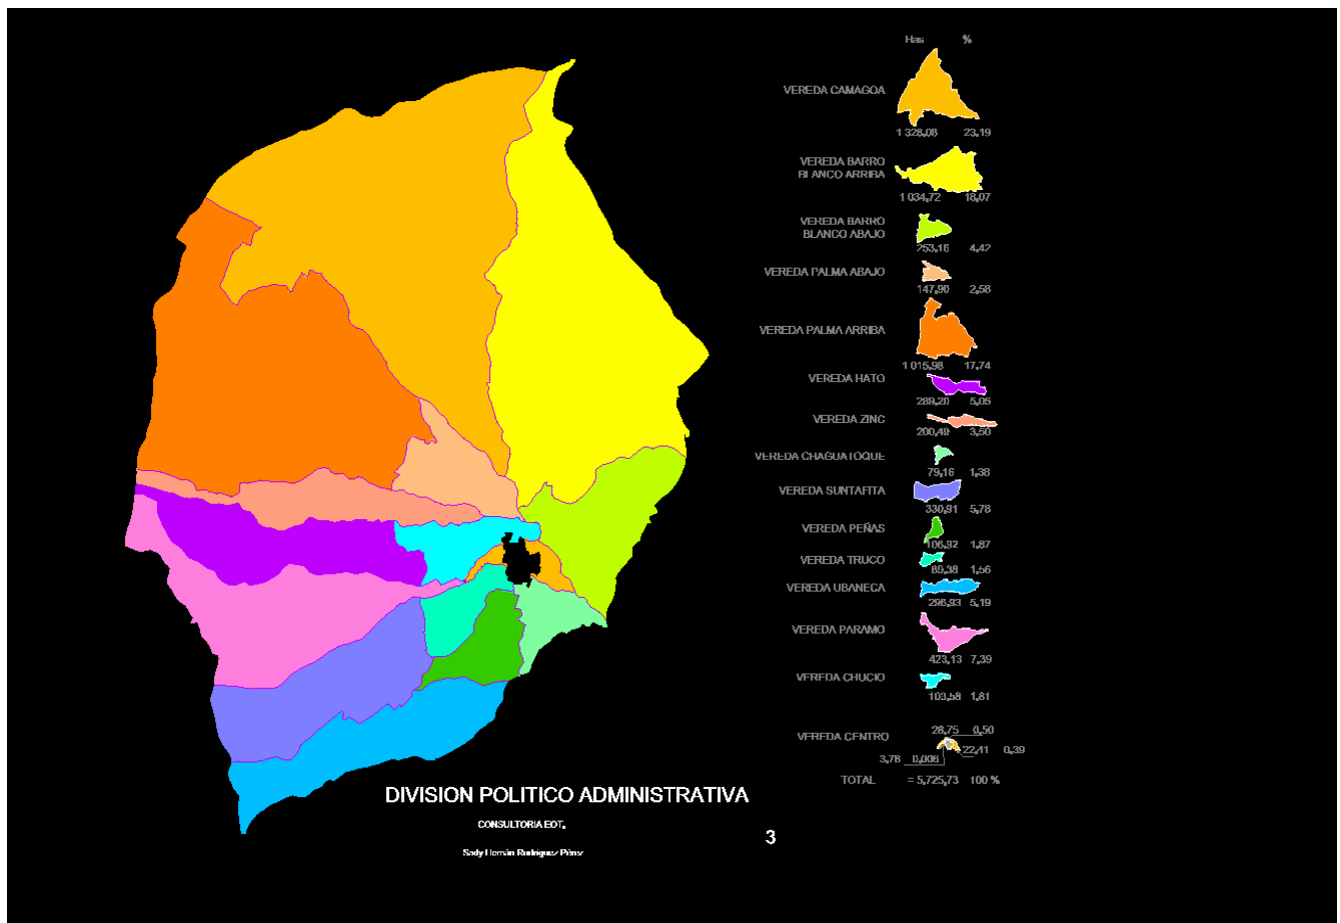 Has %
VEREDA CAMAGOA
1 328,08 23,19
VEREDA BARRO
BLANCO ARRIBA
1 034,72 18,07
VEREDA BARRO
BLANCO ABAJO
253,16 4,42
VEREDA PALMA ABAJO
147,90 2,58
VEREDA PALMA ARRIBA
1 015,98 17,74
VEREDA HATO
289,20 5,05
VEREDA ZINC
200,49 3,50
VEREDA CHAGUATOQUE
79,16 1,38
VEREDA SUNTAFITA
330,91 5,78
VEREDA PEÑAS
106,92 1,87
VEREDA TRUCO
89,38 1,56
VEREDA UBANECA
296,93 5,19
VEREDA PARAMO
423,13 7,39
VEREDA CHUCIO
103,58 1,81
28,75 0,50
VEREDA CENTRO
22,41 0,39
3,78 0,006
TOTAL = 5,725,73 100 %
DIVISION POLITICO ADMINISTRATIVA
CONSULTORIA EOT.
3
Sady Hernán Rodríguez Pérez